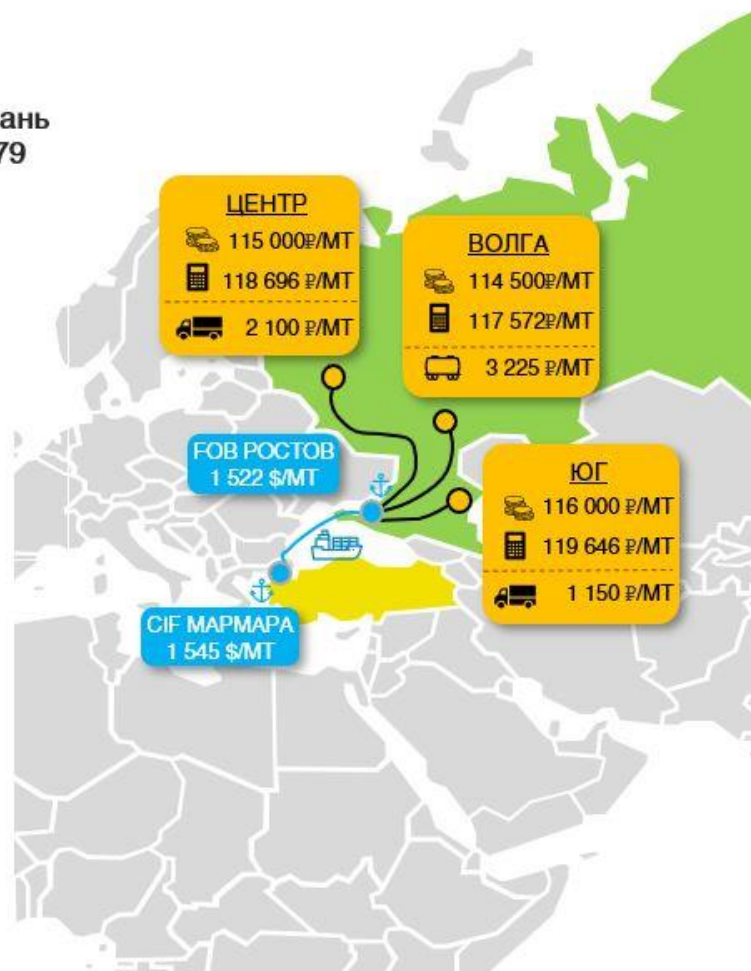 ань
79
ЦЕНТР
115 000₽/МТ
118 696 ₽/МТ
2 100 ₽/МТ
ВОЛГА
114 500₽/МТ
117 572₽/МТ
3 225 ₽/МТ
FOB РОСТОВ
1 522 $/МТ
ЮГ
116 000 ₽/МТ
119 646 ₽/МТ
1 150 ₽/МТ
CIF МАРМАРА
1 545 $/МТ